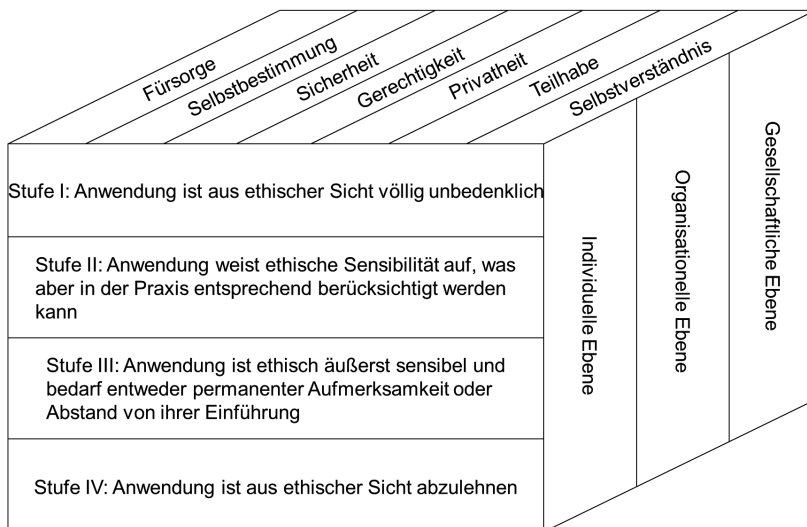 Fürsorge
Selbstbestimmung
Sicherheit
Gerechtigkeit
Privatheit
Teilhabe
Selbstverständnis
Stufe I: Anwendung ist aus ethischer Sicht völlig unbedenklich
Stufe II: Anwendung weist ethische Sensibilität auf, was
aber in der Praxis entsprechend berücksichtigt werden
kann
Stufe III: Anwendung ist ethisch äußerst sensibel und
bedarf entweder permanenter Aufmerksamkeit oder
Abstand von ihrer Einführung
Stufe IV: Anwendung ist aus ethischer Sicht abzulehnen
Individuelle Ebene
Organisationelle Ebene
Gesellschaftliche Ebene